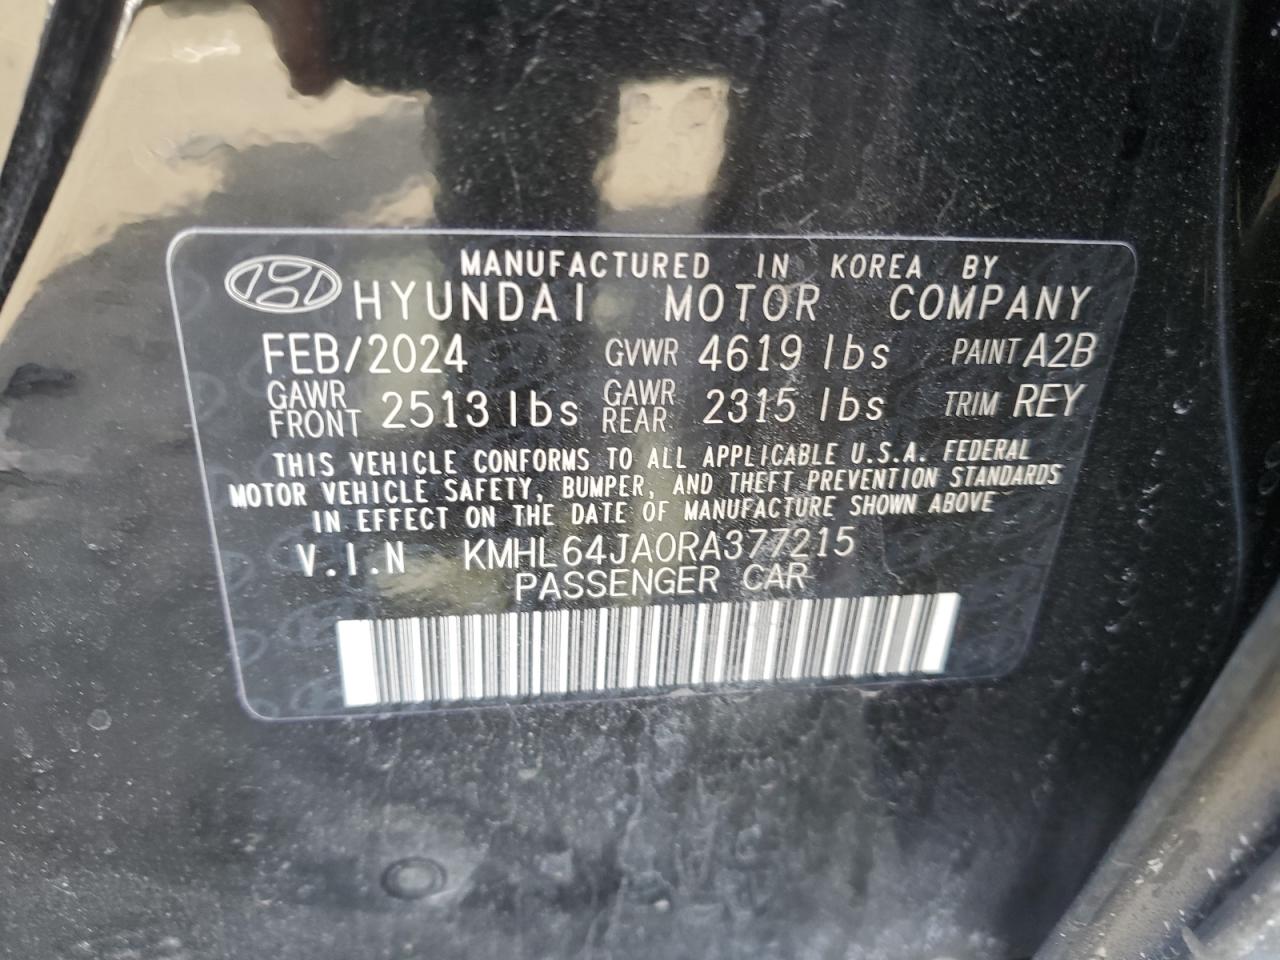 MANUFACTURED IN KOREA BY
HYUNDAI MOTOR COMPANY
FEB/2024 GVWR 4619 lbs PAINT A2B
GAWR FRONT 2513 lbs GAWR REAR 2315 lbs TRIM REY
THIS VEHICLE CONFORMS TO ALL APPLICABLE U.S.A. FEDERAL
MOTOR VEHICLE SAFETY, BUMPER, AND THEFT PREVENTION STANDARDS
IN EFFECT ON THE DATE OF MANUFACTURE SHOWN ABOVE
V.I.N KMHL64JA0RA377215
PASSENGER CAR